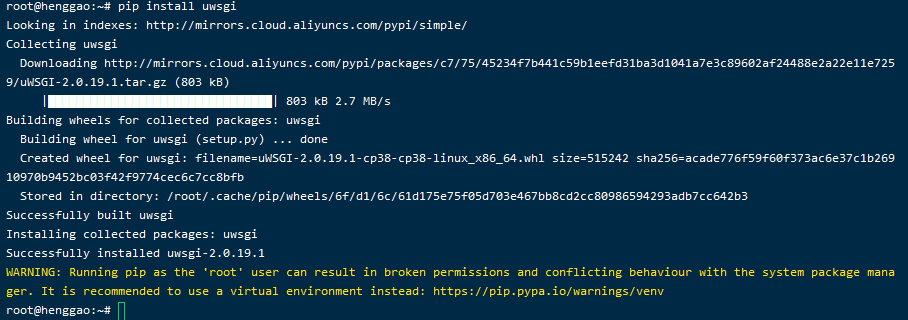 root@henggao:~# pip install uwsgi
Looking in indexes: http://mirrors.cloud.aliyuncs.com/pypi/simple/
Collecting uwsgi
  Downloading http://mirrors.cloud.aliyuncs.com/pypi/packages/c7/75/45234f7b441c59b1eefd31ba3d1041a7e3c89602af24488e2a22e11e725
9/uWSGI-2.0.19.1.tar.gz (803 kB)
     |████████████████████████████████| 803 kB 2.7 MB/s
Building wheels for collected packages: uwsgi
  Building wheel for uwsgi (setup.py) ... done
  Created wheel for uwsgi: filename=uWSGI-2.0.19.1-cp38-cp38-linux_x86_64.whl size=515242 sha256=acade776f59f60f373ac6e37c1b269
10970b9452bc03f42f9774cec6c7cc8bfb
  Stored in directory: /root/.cache/pip/wheels/6f/d1/6c/61d175e75f05d703e467bb8cd2cc80986594293adb7cc642b3
Successfully built uwsgi
Installing collected packages: uwsgi
Successfully installed uwsgi-2.0.19.1
WARNING: Running pip as the 'root' user can result in broken permissions and conflicting behaviour with the system package mana
ger. It is recommended to use a virtual environment instead: https://pip.pypa.io/warnings/venv
root@henggao:~#